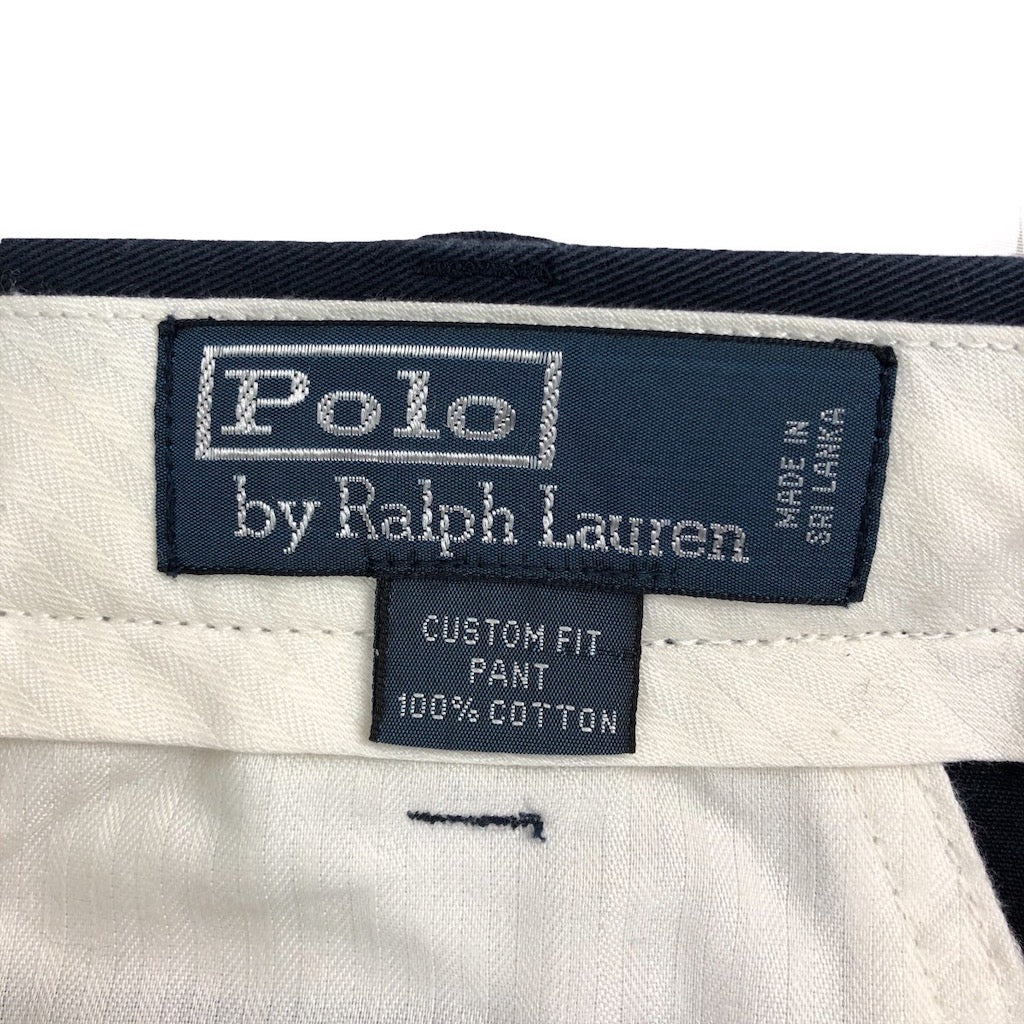 Polo
by Ralph Lauren
MADE IN
SRI LANKA
CUSTOM FIT
PANT
100% COTTON